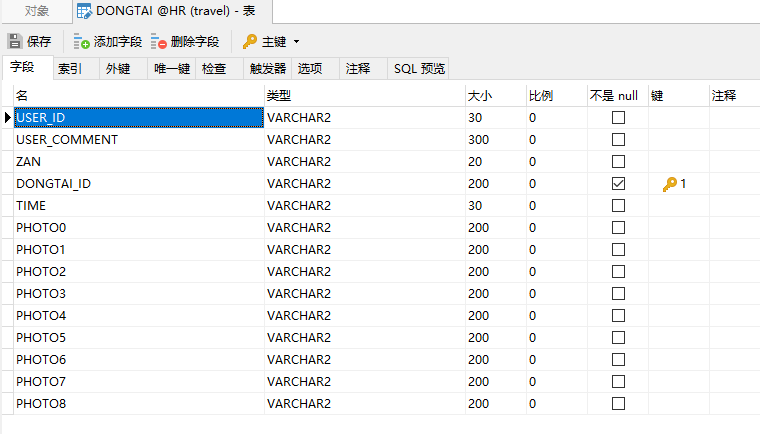 对象 DONGTAI @HR (travel) - 表
保存 添加字段 删除字段 主键
字段 索引 外键 唯一键 检查 触发器 选项 注释 SQL 预览
名 类型 大小 比例 不是 null 键 注释
USER_ID VARCHAR2 30 0
USER_COMMENT VARCHAR2 300 0
ZAN VARCHAR2 20 0
DONGTAI_ID VARCHAR2 200 0 1
TIME VARCHAR2 30 0
PHOTO0 VARCHAR2 200 0
PHOTO1 VARCHAR2 200 0
PHOTO2 VARCHAR2 200 0
PHOTO3 VARCHAR2 200 0
PHOTO4 VARCHAR2 200 0
PHOTO5 VARCHAR2 200 0
PHOTO6 VARCHAR2 200 0
PHOTO7 VARCHAR2 200 0
PHOTO8 VARCHAR2 200 0